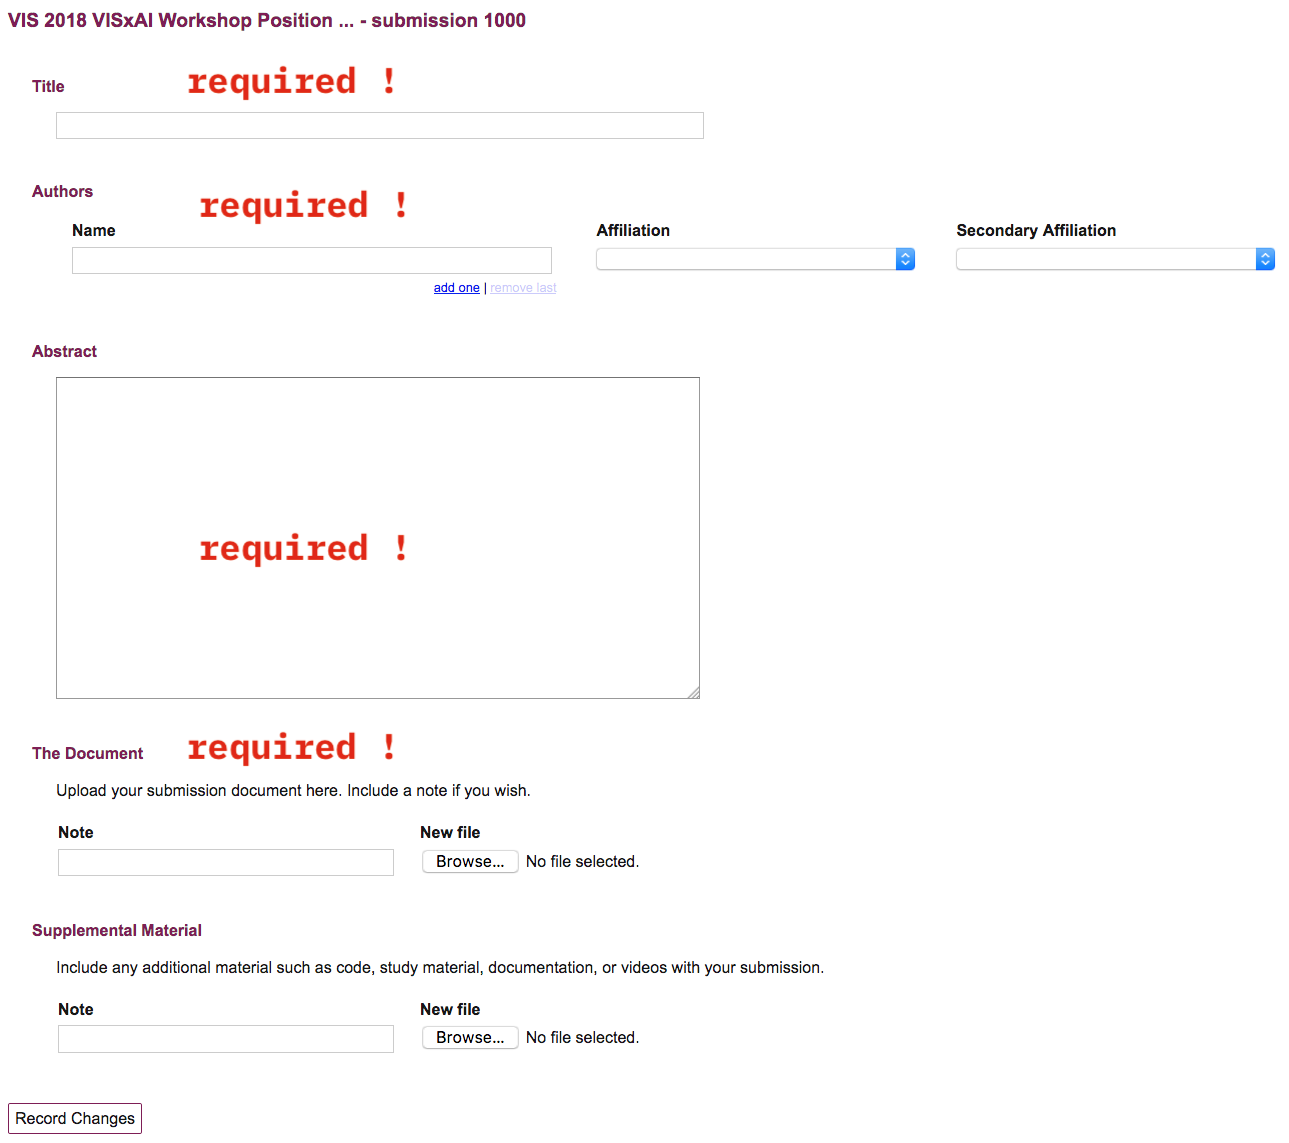 VIS 2018 VISxAI Workshop Position ... - submission 1000
Title required !
Authors required !
Name Affiliation Secondary Affiliation
add one | remove last
Abstract
required !
The Document required !
Upload your submission document here. Include a note if you wish.
Note New file
Browse... No file selected.
Supplemental Material
Include any additional material such as code, study material, documentation, or videos with your submission.
Note New file
Browse... No file selected.
Record Changes